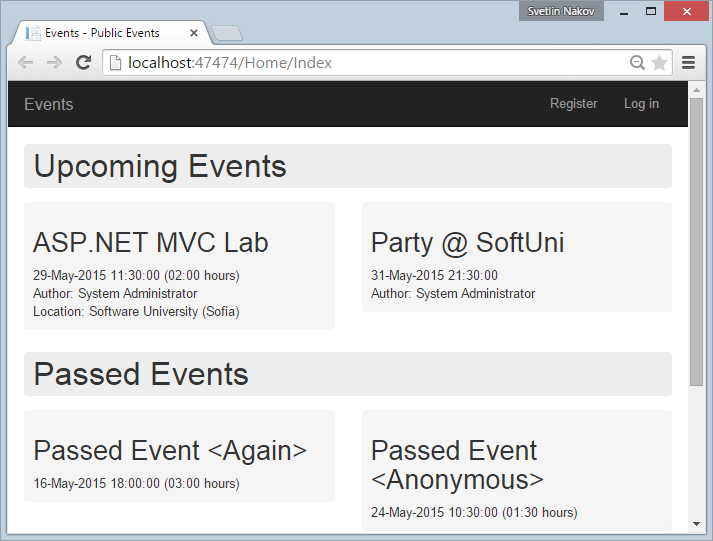 Svetlin Nakov
Events - Public Events
localhost:47474/Home/Index
Events
Register
Log in
Upcoming Events
ASP.NET MVC Lab
29-May-2015 11:30:00 (02:00 hours)
Author: System Administrator
Location: Software University (Sofia)
Party @ SoftUni
31-May-2015 21:30:00
Author: System Administrator
Passed Events
Passed Event <Again>
16-May-2015 18:00:00 (03:00 hours)
Passed Event
<Anonymous>
24-May-2015 10:30:00 (01:30 hours)